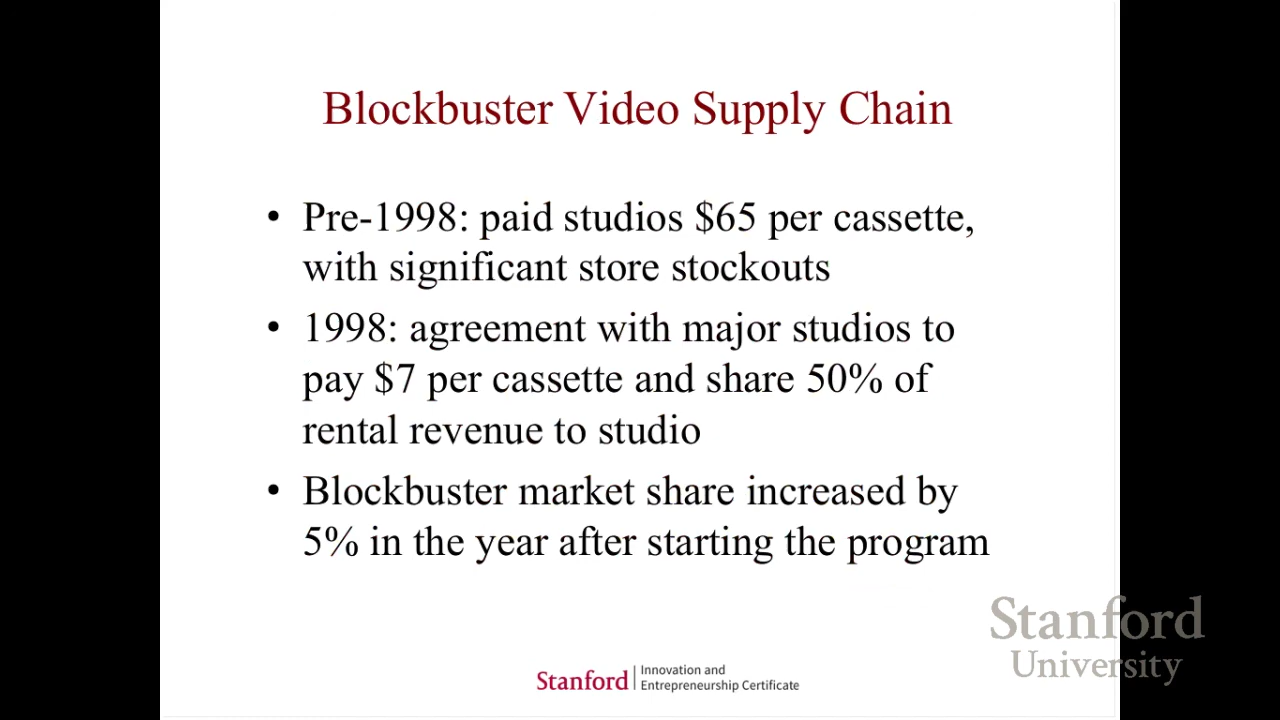 Blockbuster Video Supply Chain
• Pre-1998: paid studios $65 per cassette,
with significant store stockouts
• 1998: agreement with major studios to
pay $7 per cassette and share 50% of
rental revenue to studio
• Blockbuster market share increased by
5% in the year after starting the program
Stanford
University
Stanford | Innovation and
Entrepreneurship Certificate